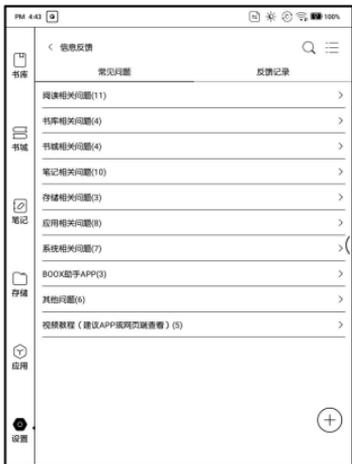 PM 4:43
100%
信息反馈
常见问题
反馈记录
书库
书城
笔记
存储
应用
设置
阅读相关问题(11)
书库相关问题(4)
书城相关问题(4)
笔记相关问题(10)
存储相关问题(3)
应用相关问题(8)
系统相关问题(7)
BOOX助手APP(3)
其他问题(6)
视频教程（建议APP或网页端查看）(5)